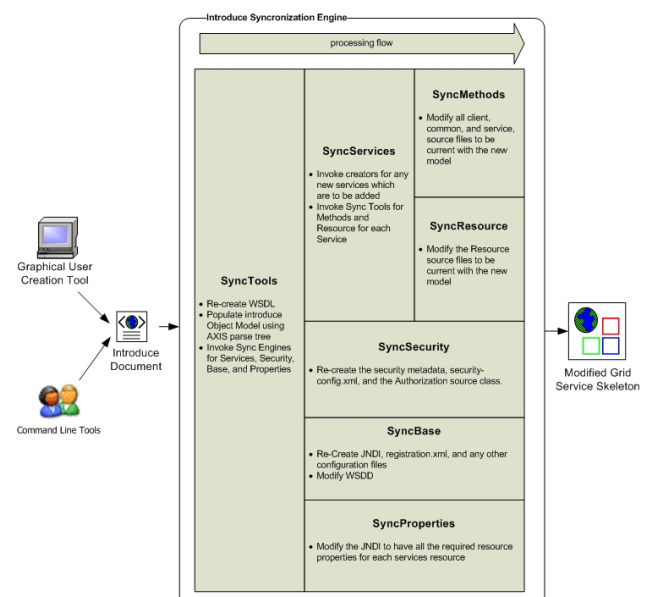 Introduce Syncronization Engine
processing flow
SyncMethods
• Modify all client,
common, and service,
source files to be
current with the new
model
SyncServices
• Invoke creators for any
new services which
are to be added
• Invoke Sync Tools for
Methods and
Resource for each
Service
SyncResource
• Modify the Resource
source files to be
current with the new
model
Graphical User
Creation Tool
SyncTools
• Re-create WSDL
• Populate introduce
Object Model using
AXIS parse tree
• Invoke Sync Engines
for Services, Security,
Base, and Properties
Introduce
Document
Command Line Tools
SyncSecurity
• Re-create the security metadata, security-
config.xml, and the Authorization source class.
Modified Grid
Service Skeleton
SyncBase
• Re-Create JNDI, registration.xml, and any other
configuration files
• Modify WSDD
SyncProperties
• Modify the JNDI to have all the required resource
properties for each services resource